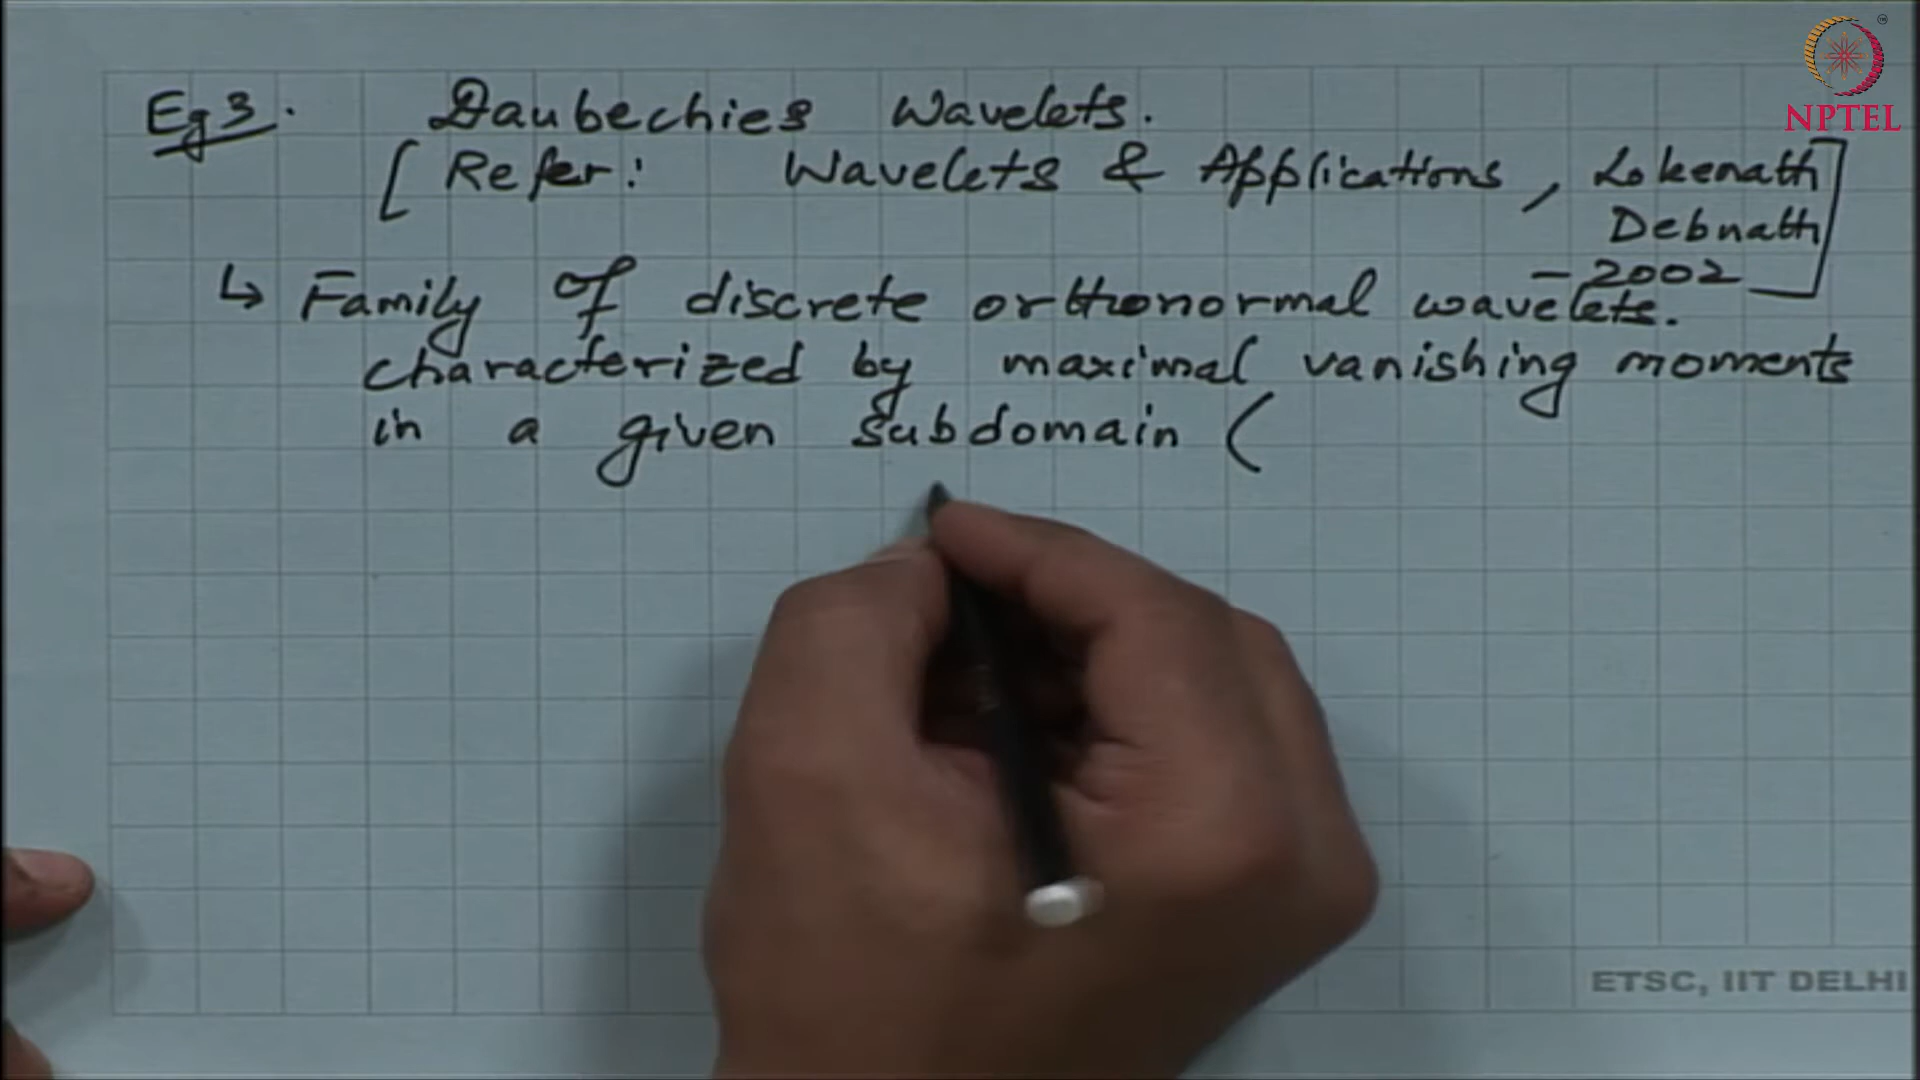 Eg 3. Daubechies Wavelets.
[Refer: Wavelets & Applications, Lokenath
Debnath
- 2002]
↳ Family of discrete orthonormal wavelets.
characterized by maximal vanishing moments
in a given subdomain (
NPTEL
ETSC, IIT DELHI